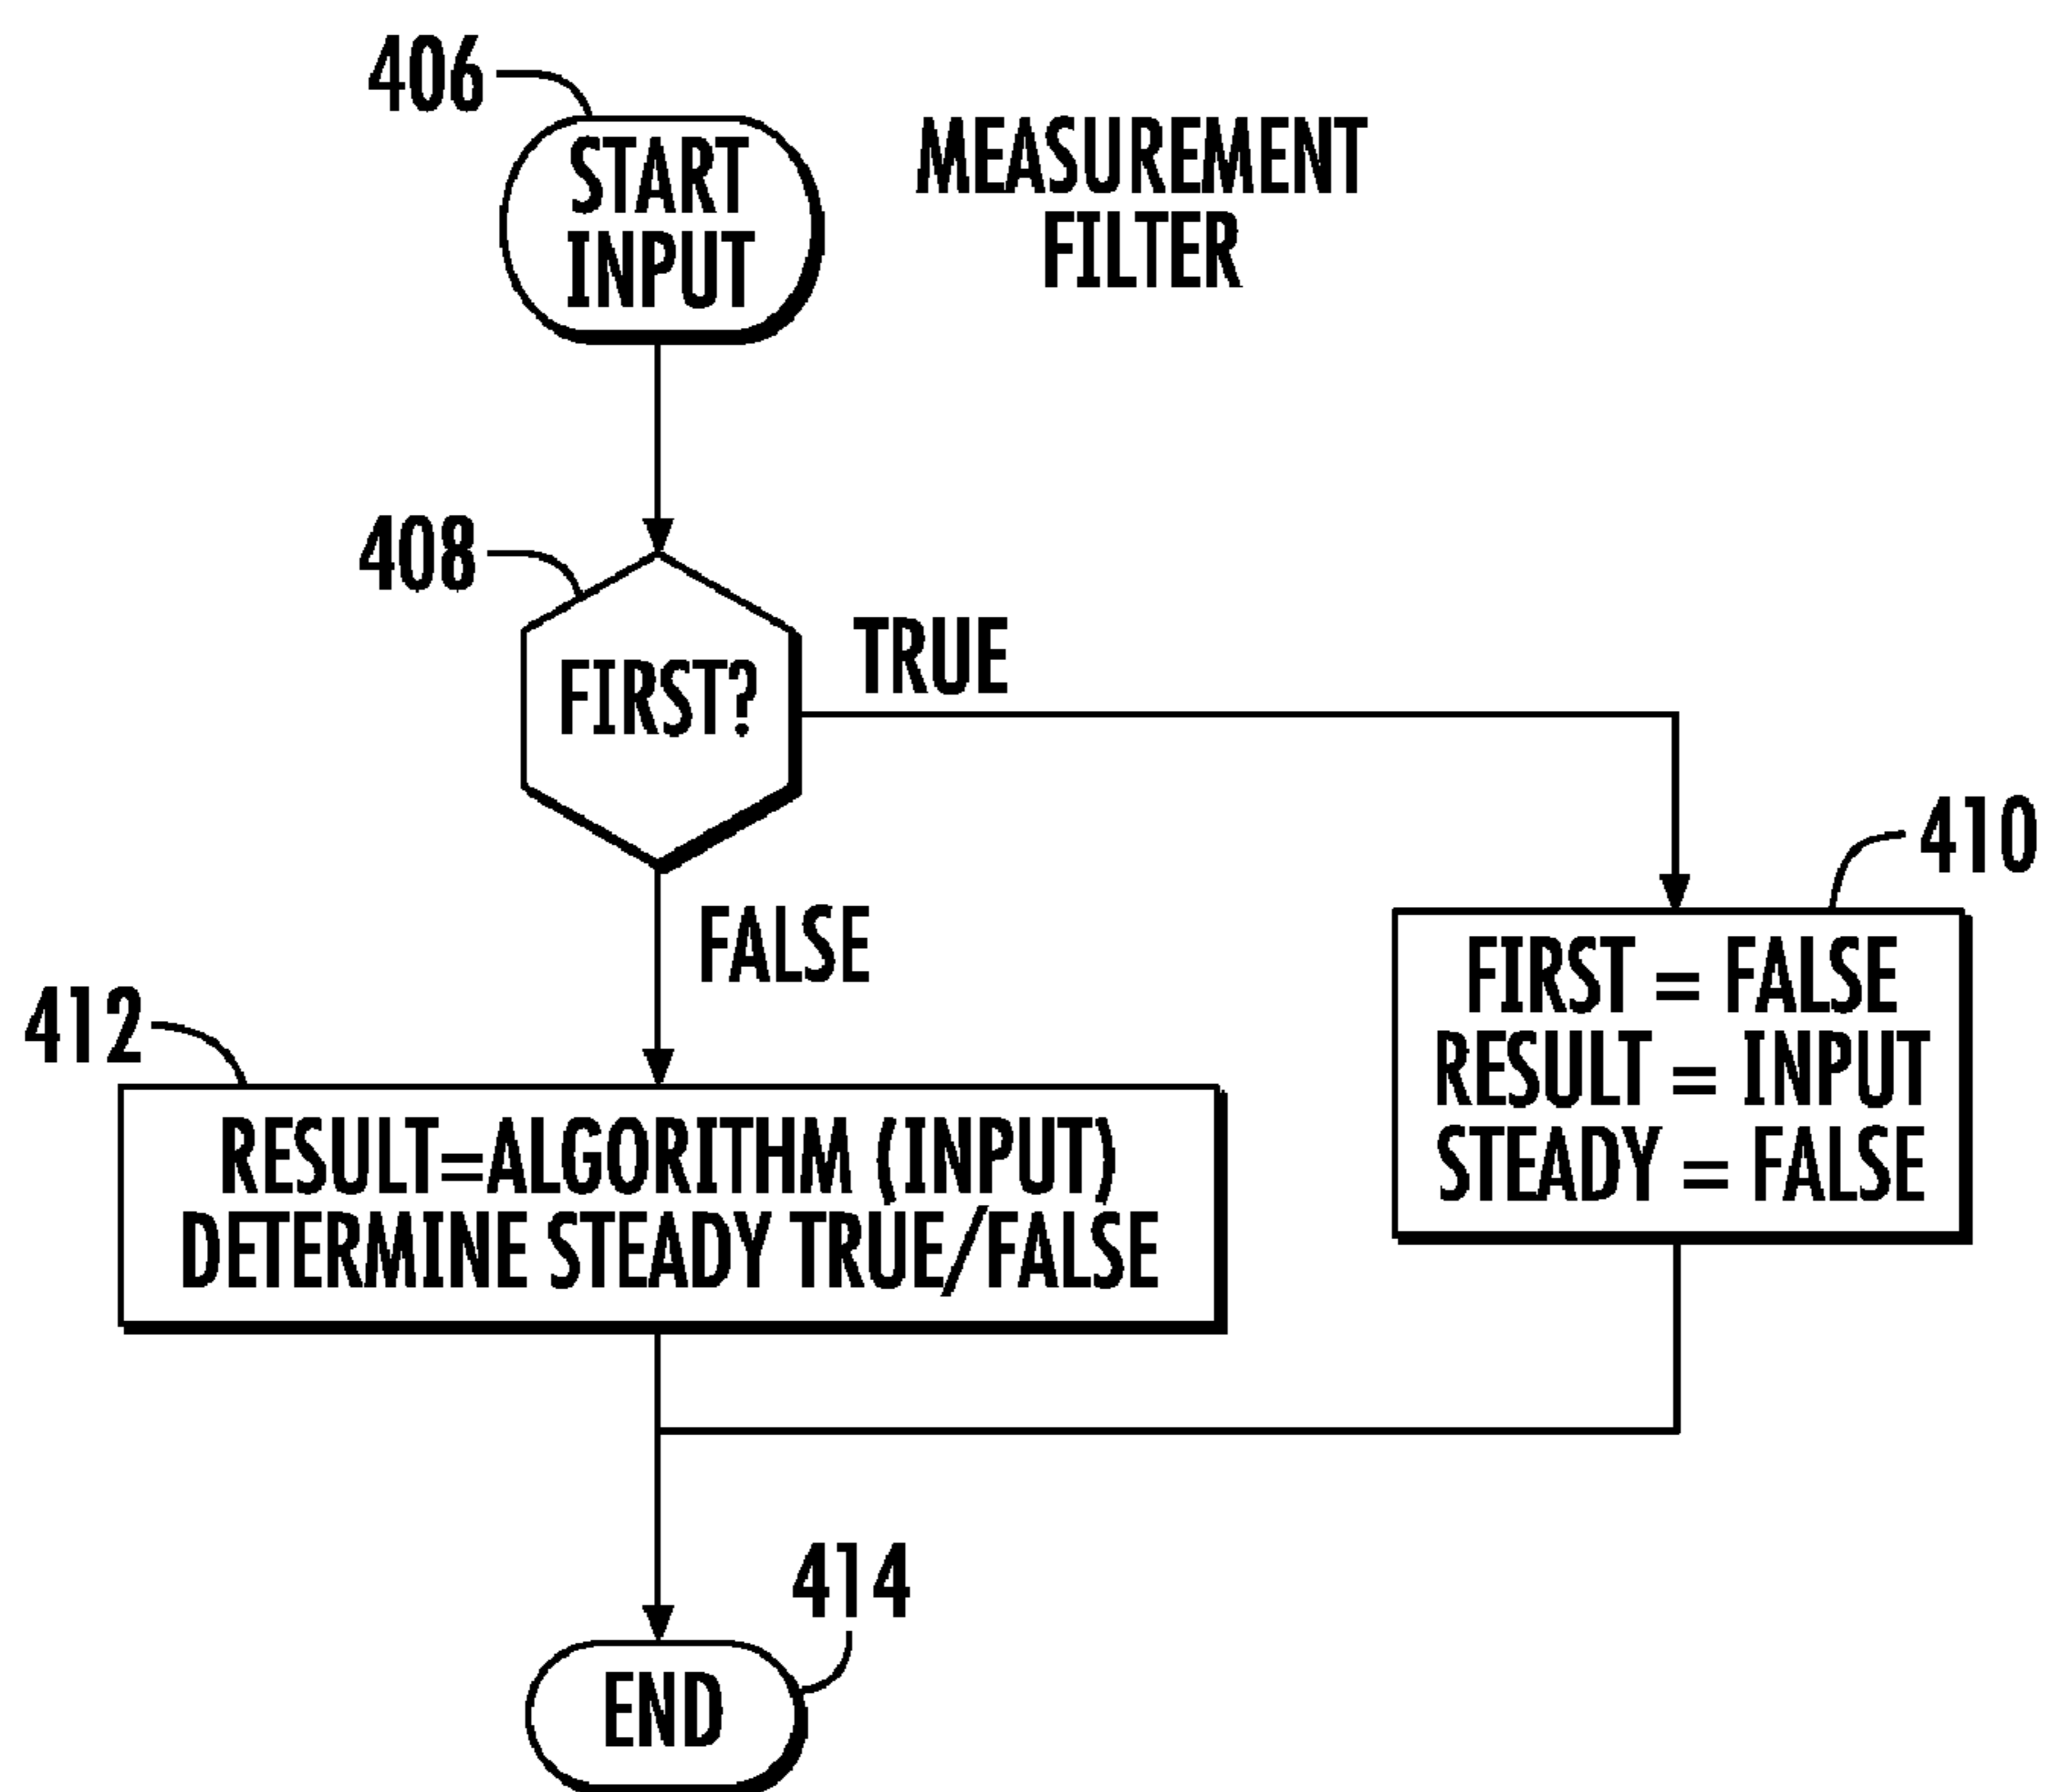 406
START
INPUT
MEASUREMENT
FILTER
408
FIRST?
TRUE
FALSE
410
FIRST = FALSE
RESULT = INPUT
STEADY = FALSE
412
RESULT=ALGORITHM (INPUT)
DETERMINE STEADY TRUE/FALSE
414
END